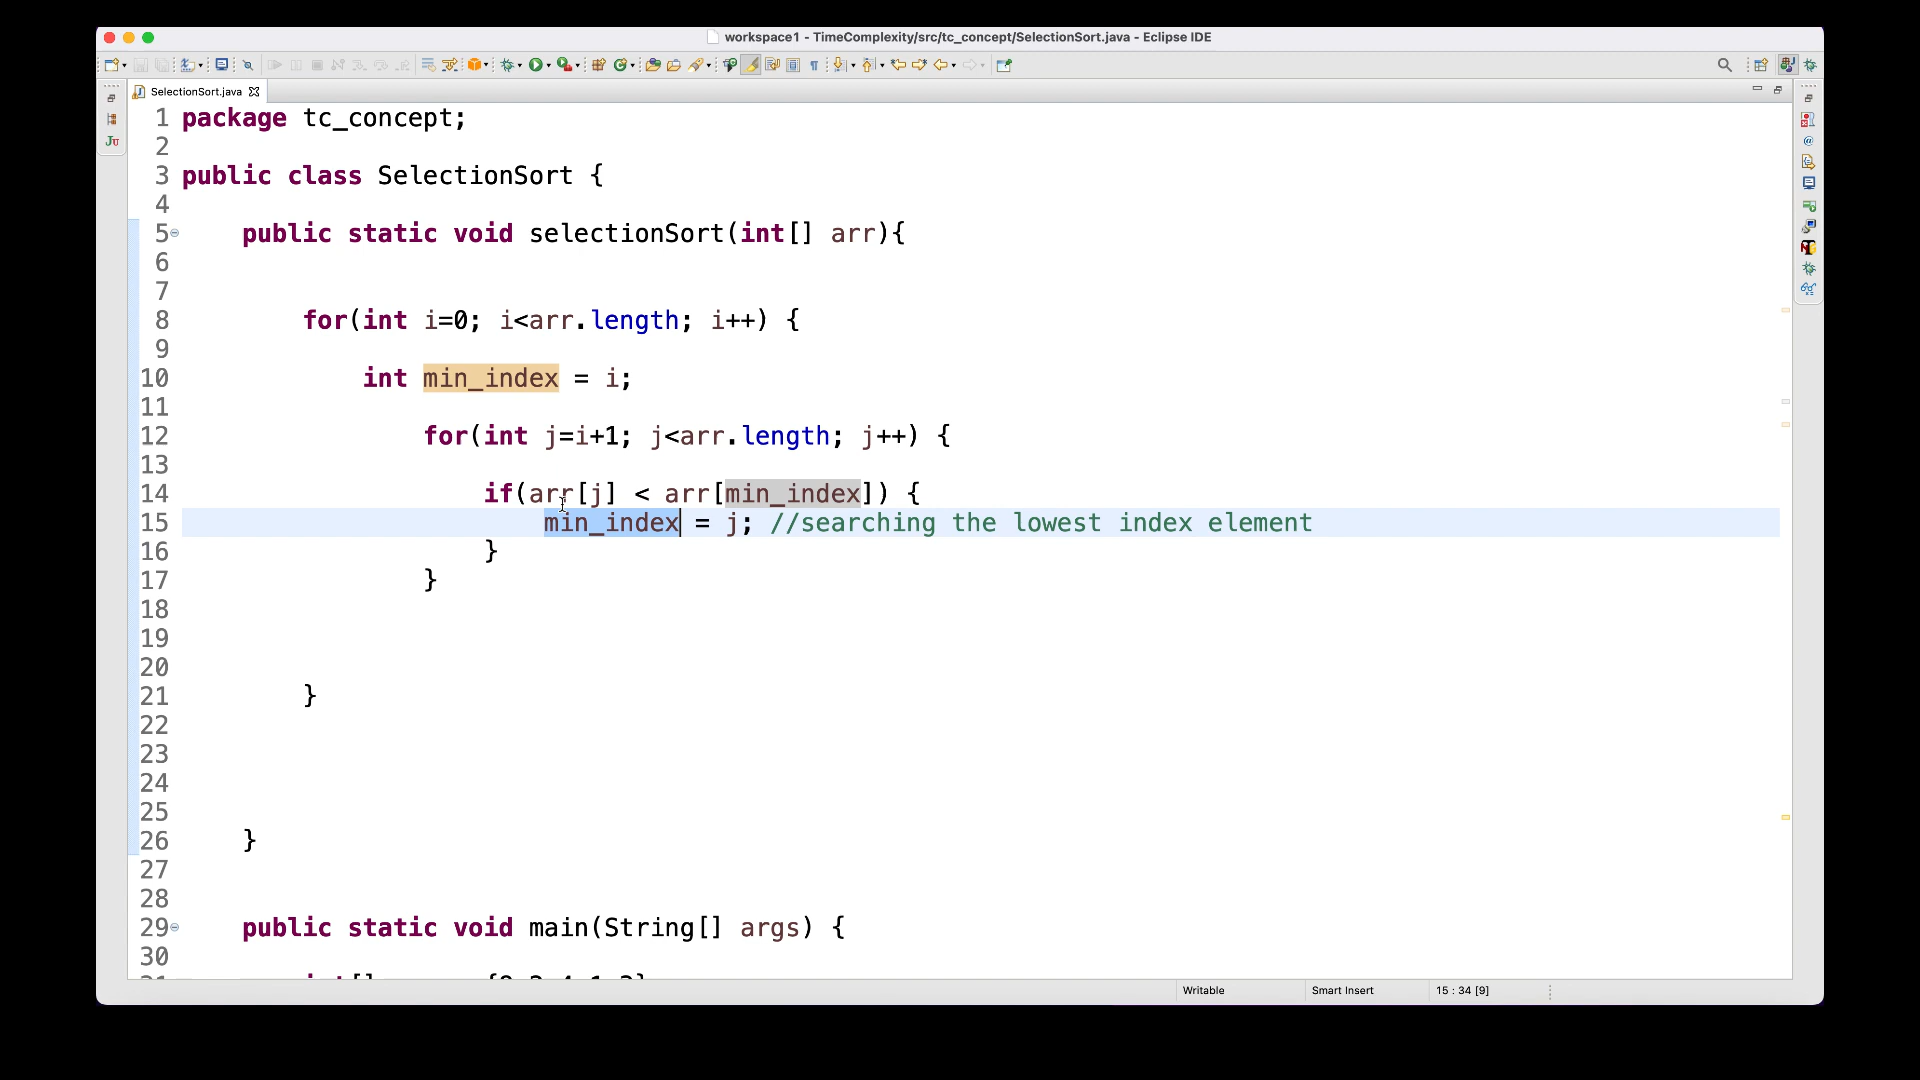 workspace1 - TimeComplexity/src/tc_concept/SelectionSort.java - Eclipse IDE
SelectionSort.java
1 package tc_concept;
2
3 public class SelectionSort {
4
5 public static void selectionSort(int[] arr){
6
7
8 for(int i=0; i<arr.length; i++) {
9
10 int min_index = i;
11
12 for(int j=i+1; j<arr.length; j++) {
13
14 if(arr[j] < arr[min_index]) {
15 min_index = j; //searching the lowest index element
16 }
17 }
18
19
20
21 }
22
23
24
25
26 }
27
28
29 public static void main(String[] args) {
30
Writable Smart Insert 15 : 34 [9]